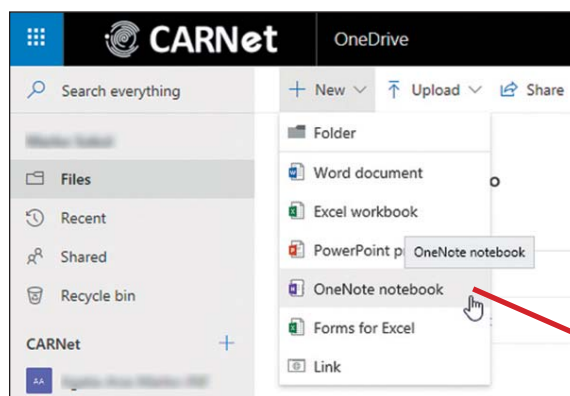 CARNet OneDrive
Search everything
+ New Upload Share
Folder
Files
Word document
Recent
Excel workbook
Shared
PowerPoint p
OneNote notebook
Recycle bin
OneNote notebook
Forms for Excel
CARNet +
Link
AA